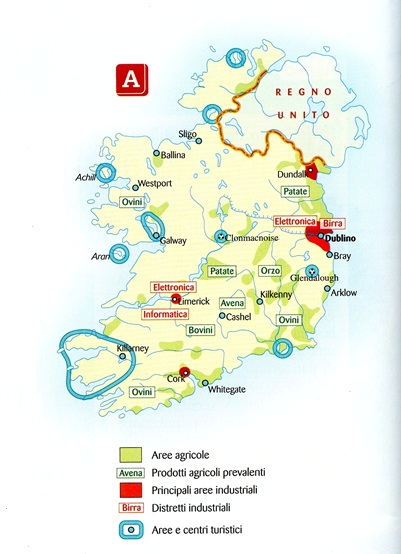 A
REGNO
UNITO
Sligo
Ballina
Dundalk
Achill
Westport
Patate
Ovini
Elettronica
Birra
Galway
Clonmacnoise
Dublino
Aran
Bray
Patate
Orzo
Glendalough
Elettronica
Limerick
Avena
Kilkenny
Arklow
Informatica
Cashel
Ovini
Bovini
Killarney
Cork
Ovini
Whitegate
Aree agricole
Avena Prodotti agricoli prevalenti
Principali aree industriali
Birra Distretti industriali
Aree e centri turistici